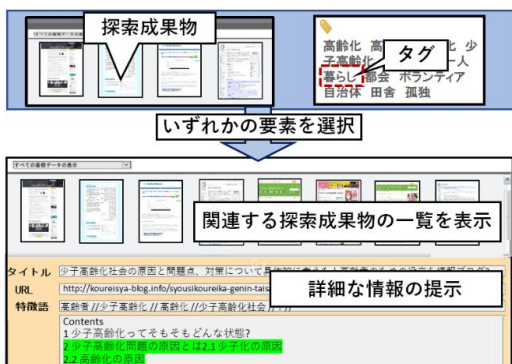 探索成果物
高齢化 高
化 少
子高齢化
一人
タグ
暮らし 都会 ボランティア
自治体 田舎 孤独
いずれかの要素を選択
すべての蓄積データの表示
関連する探索成果物の一覧を表示
タイトル 少子高齢化社会の原因と問題点、対策について
URL http://koureisya-blog.info/syousikoureika-genin-tais
詳細な情報の提示
特徴語 高齢者//少子高齢化//高齢化//少子高齢化社会//
Contents
1 少子高齢化ってそもそもどんな状態?
2 少子高齢化問題の原因とは2.1 少子化の原因
2.2 高齢化の原因